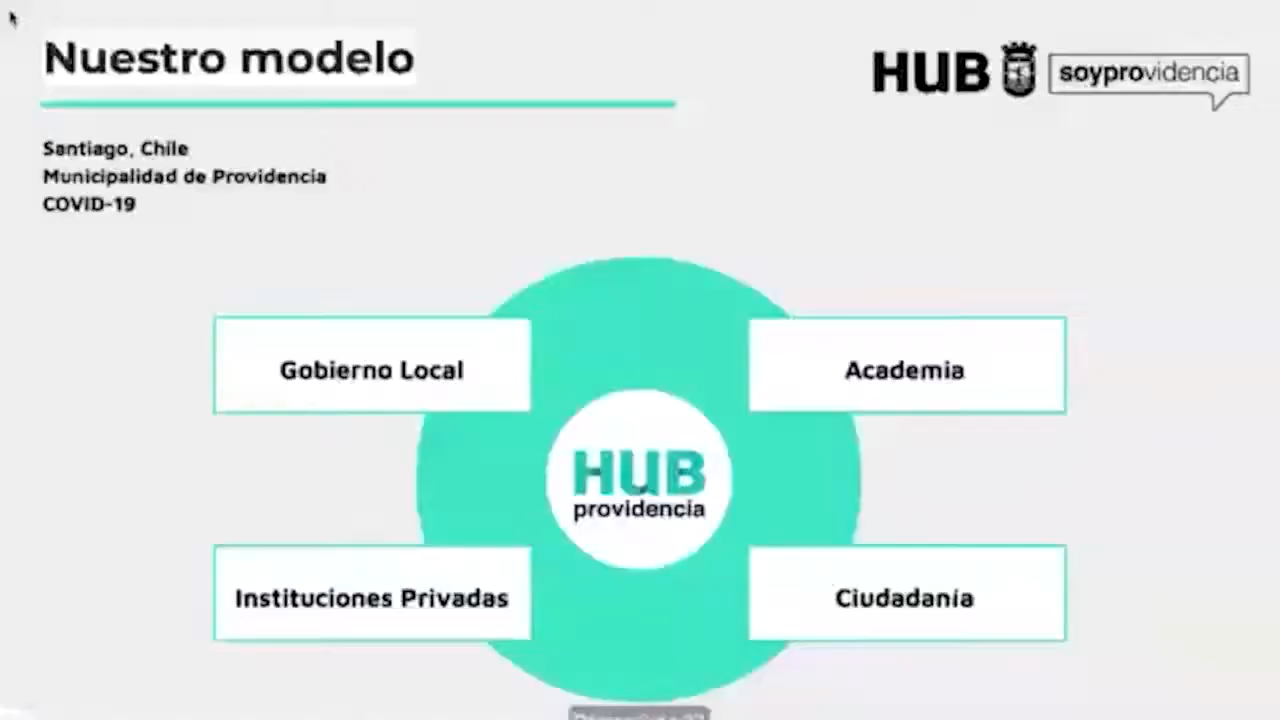 Nuestro modelo
HUB soyprovidencia
Santiago, Chile
Municipalidad de Providencia
COVID-19
Gobierno Local
Academia
HUB
providencia
Instituciones Privadas
Ciudadanía